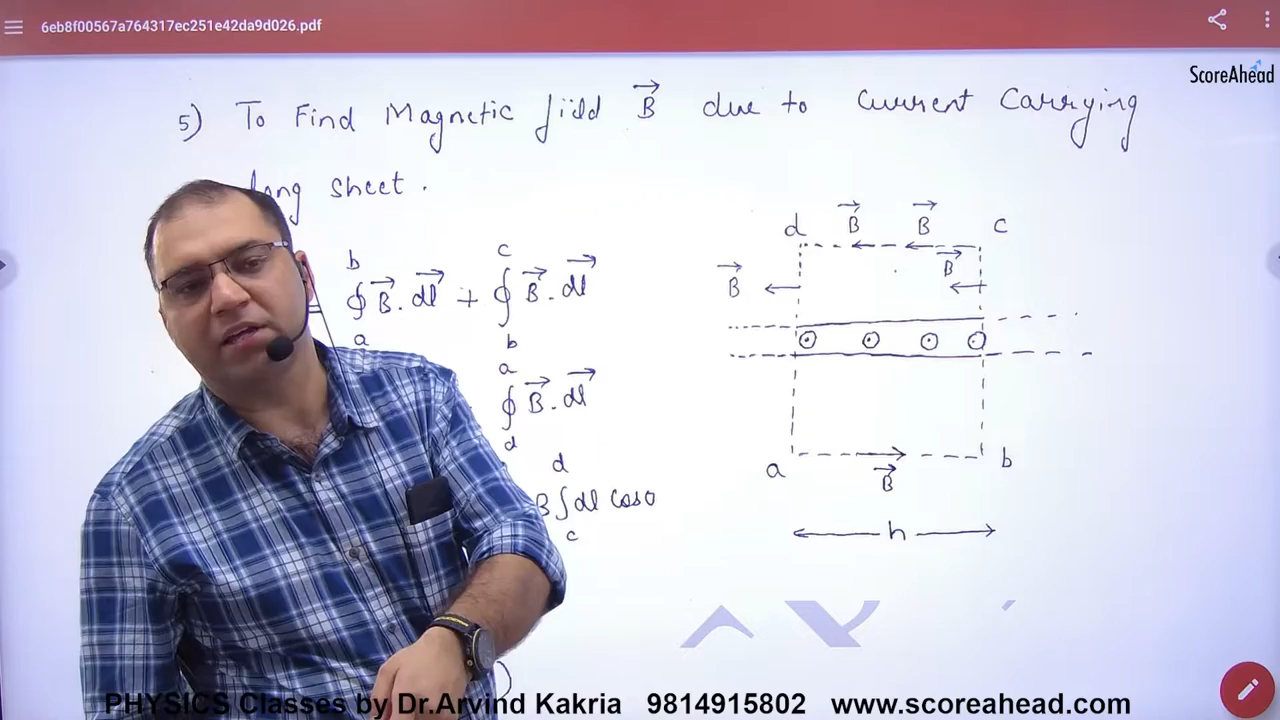 6eb8f00567a764317ec251e42da9d026.pdf
ScoreAhead
5) To Find Magnetic field B⃗ due to Current Carrying
long sheet.
b c
∮ B⃗. dl⃗ + ∮ B⃗. dl⃗
a b
a
∮ B⃗. dl⃗
d
d
B ∫ dl Cos0
c
d B⃗ B⃗ c
B⃗
B⃗
a b
B⃗
h
PHYSICS Classes by Dr.Arvind Kakria 9814915802 www.scoreahead.com